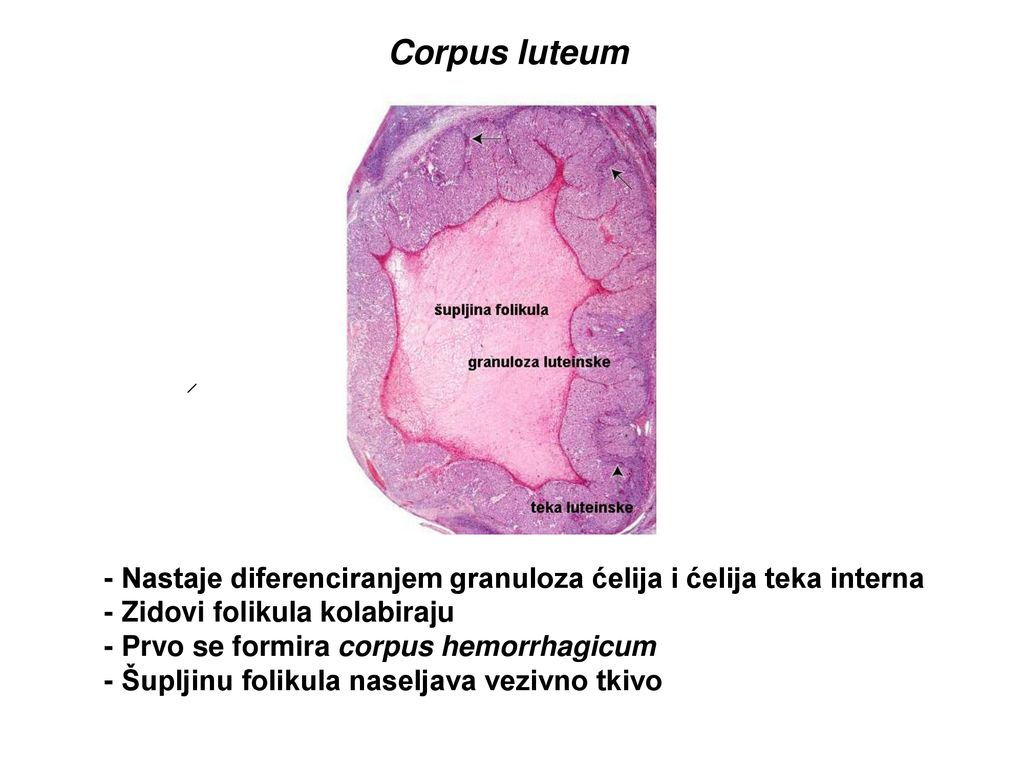 Corpus luteum
šupljina folikula
granuloza luteinske
teka luteinske
- Nastaje diferenciranjem granuloza ćelija i ćelija teka interna
- Zidovi folikula kolabiraju
- Prvo se formira corpus hemorrhagicum
- Šupljinu folikula naseljava vezivno tkivo